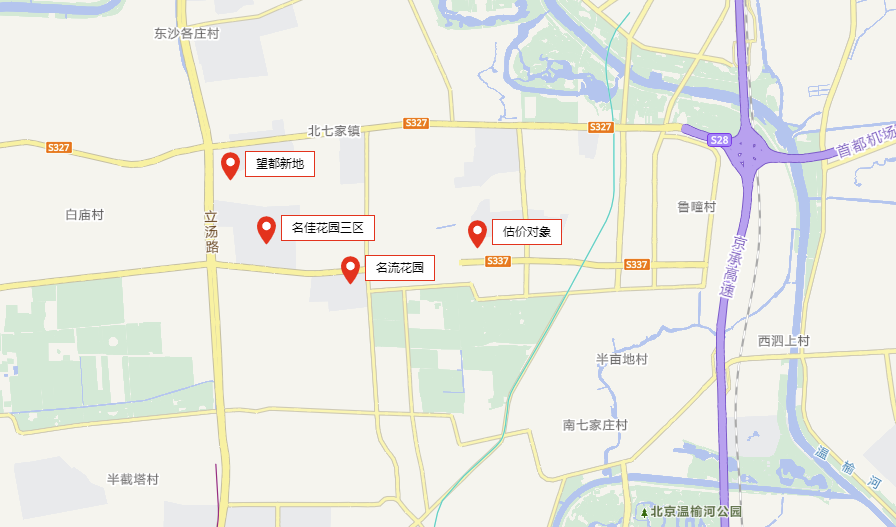 东沙各庄村
北七家镇
S327
S327
S327
S28
首都机场
望都新地
白庙村
立汤路
名佳花园三区
估价对象
鲁疃村
名流花园
S337
S337
京承高速
半亩地村
西泗上村
南七家庄村
半截塔村
温榆河
北京温榆河公园